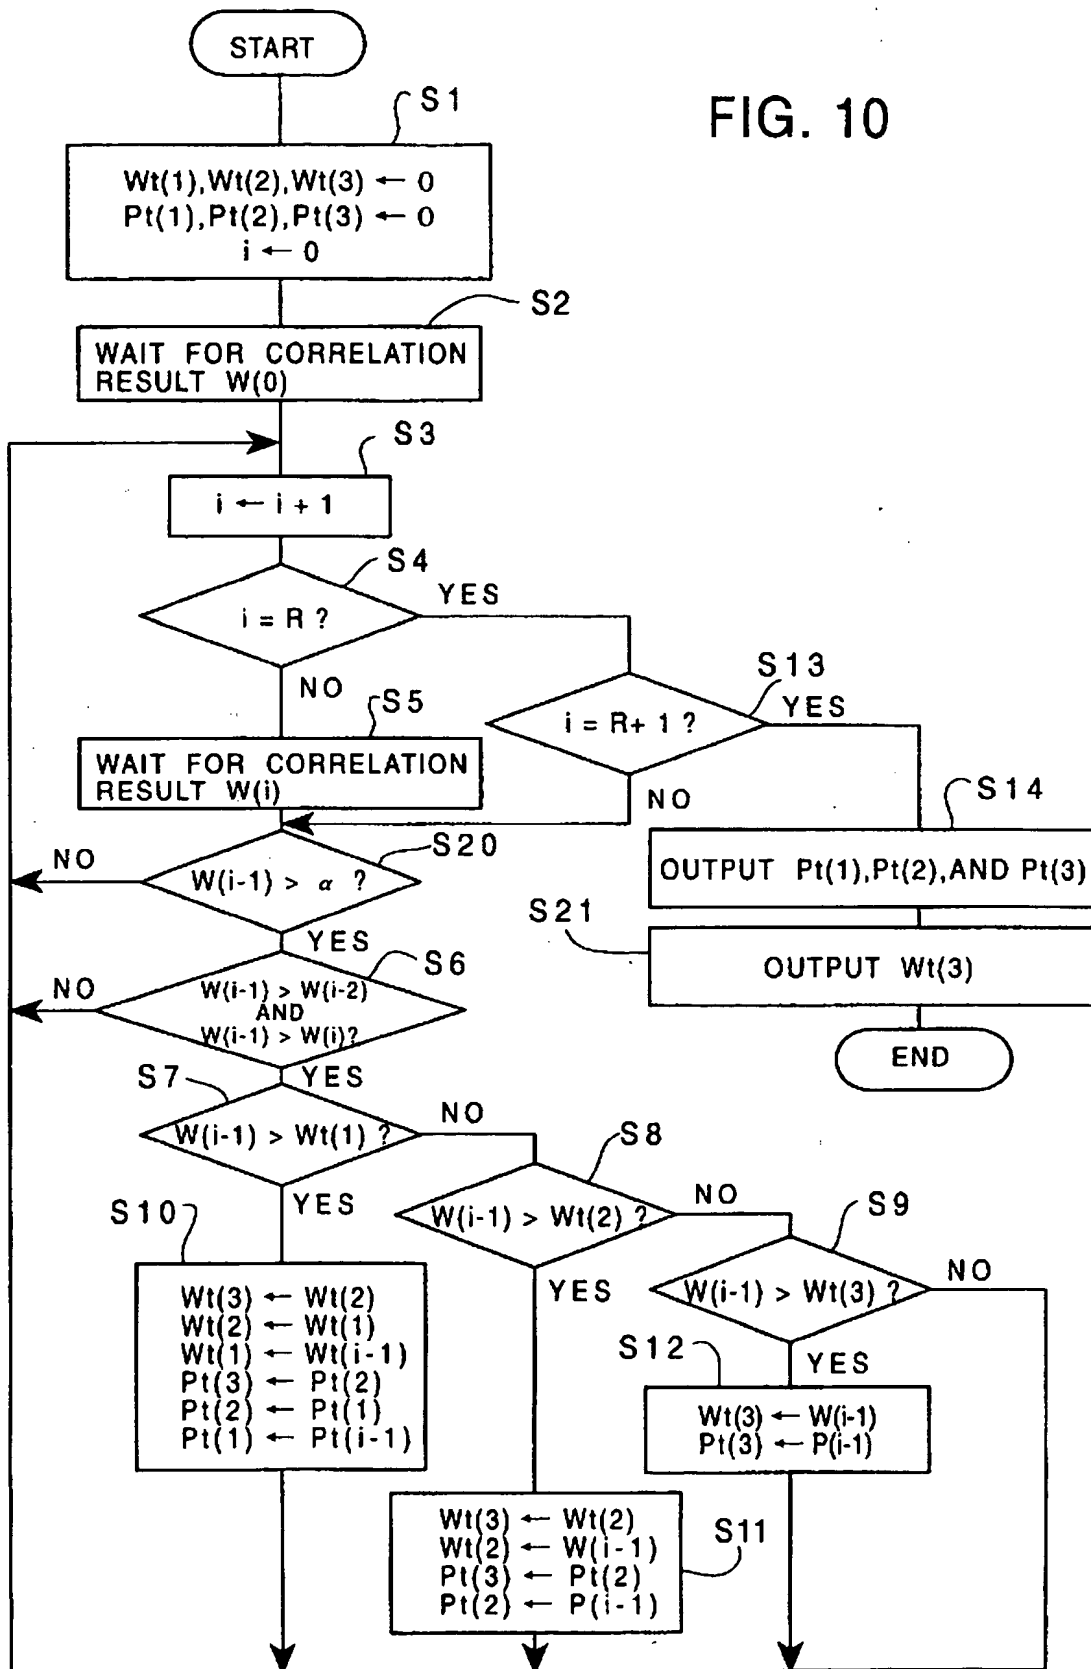 START
FIG. 10
S1
Wt(1),Wt(2),Wt(3) ← 0
Pt(1),Pt(2),Pt(3) ← 0
i ← 0
S2
WAIT FOR CORRELATION
RESULT W(0)
S3
i ← i + 1
S4
i = R ?
YES
NO
S13
i = R+ 1 ?
YES
NO
S5
WAIT FOR CORRELATION
RESULT W(i)
S14
OUTPUT Pt(1),Pt(2),AND Pt(3)
S20
W(i-1) > α ?
NO
YES
S21
OUTPUT Wt(3)
END
S6
W(i-1) > W(i-2)
AND
W(i-1) > W(i)?
NO
YES
S7
W(i-1) > Wt(1) ?
NO
YES
S8
W(i-1) > Wt(2) ?
NO
YES
S9
W(i-1) > Wt(3) ?
NO
YES
S10
Wt(3) ← Wt(2)
Wt(2) ← Wt(1)
Wt(1) ← Wt(i-1)
Pt(3) ← Pt(2)
Pt(2) ← Pt(1)
Pt(1) ← Pt(i-1)
S12
Wt(3) ← W(i-1)
Pt(3) ← P(i-1)
S11
Wt(3) ← Wt(2)
Wt(2) ← W(i-1)
Pt(3) ← Pt(2)
Pt(2) ← P(i-1)